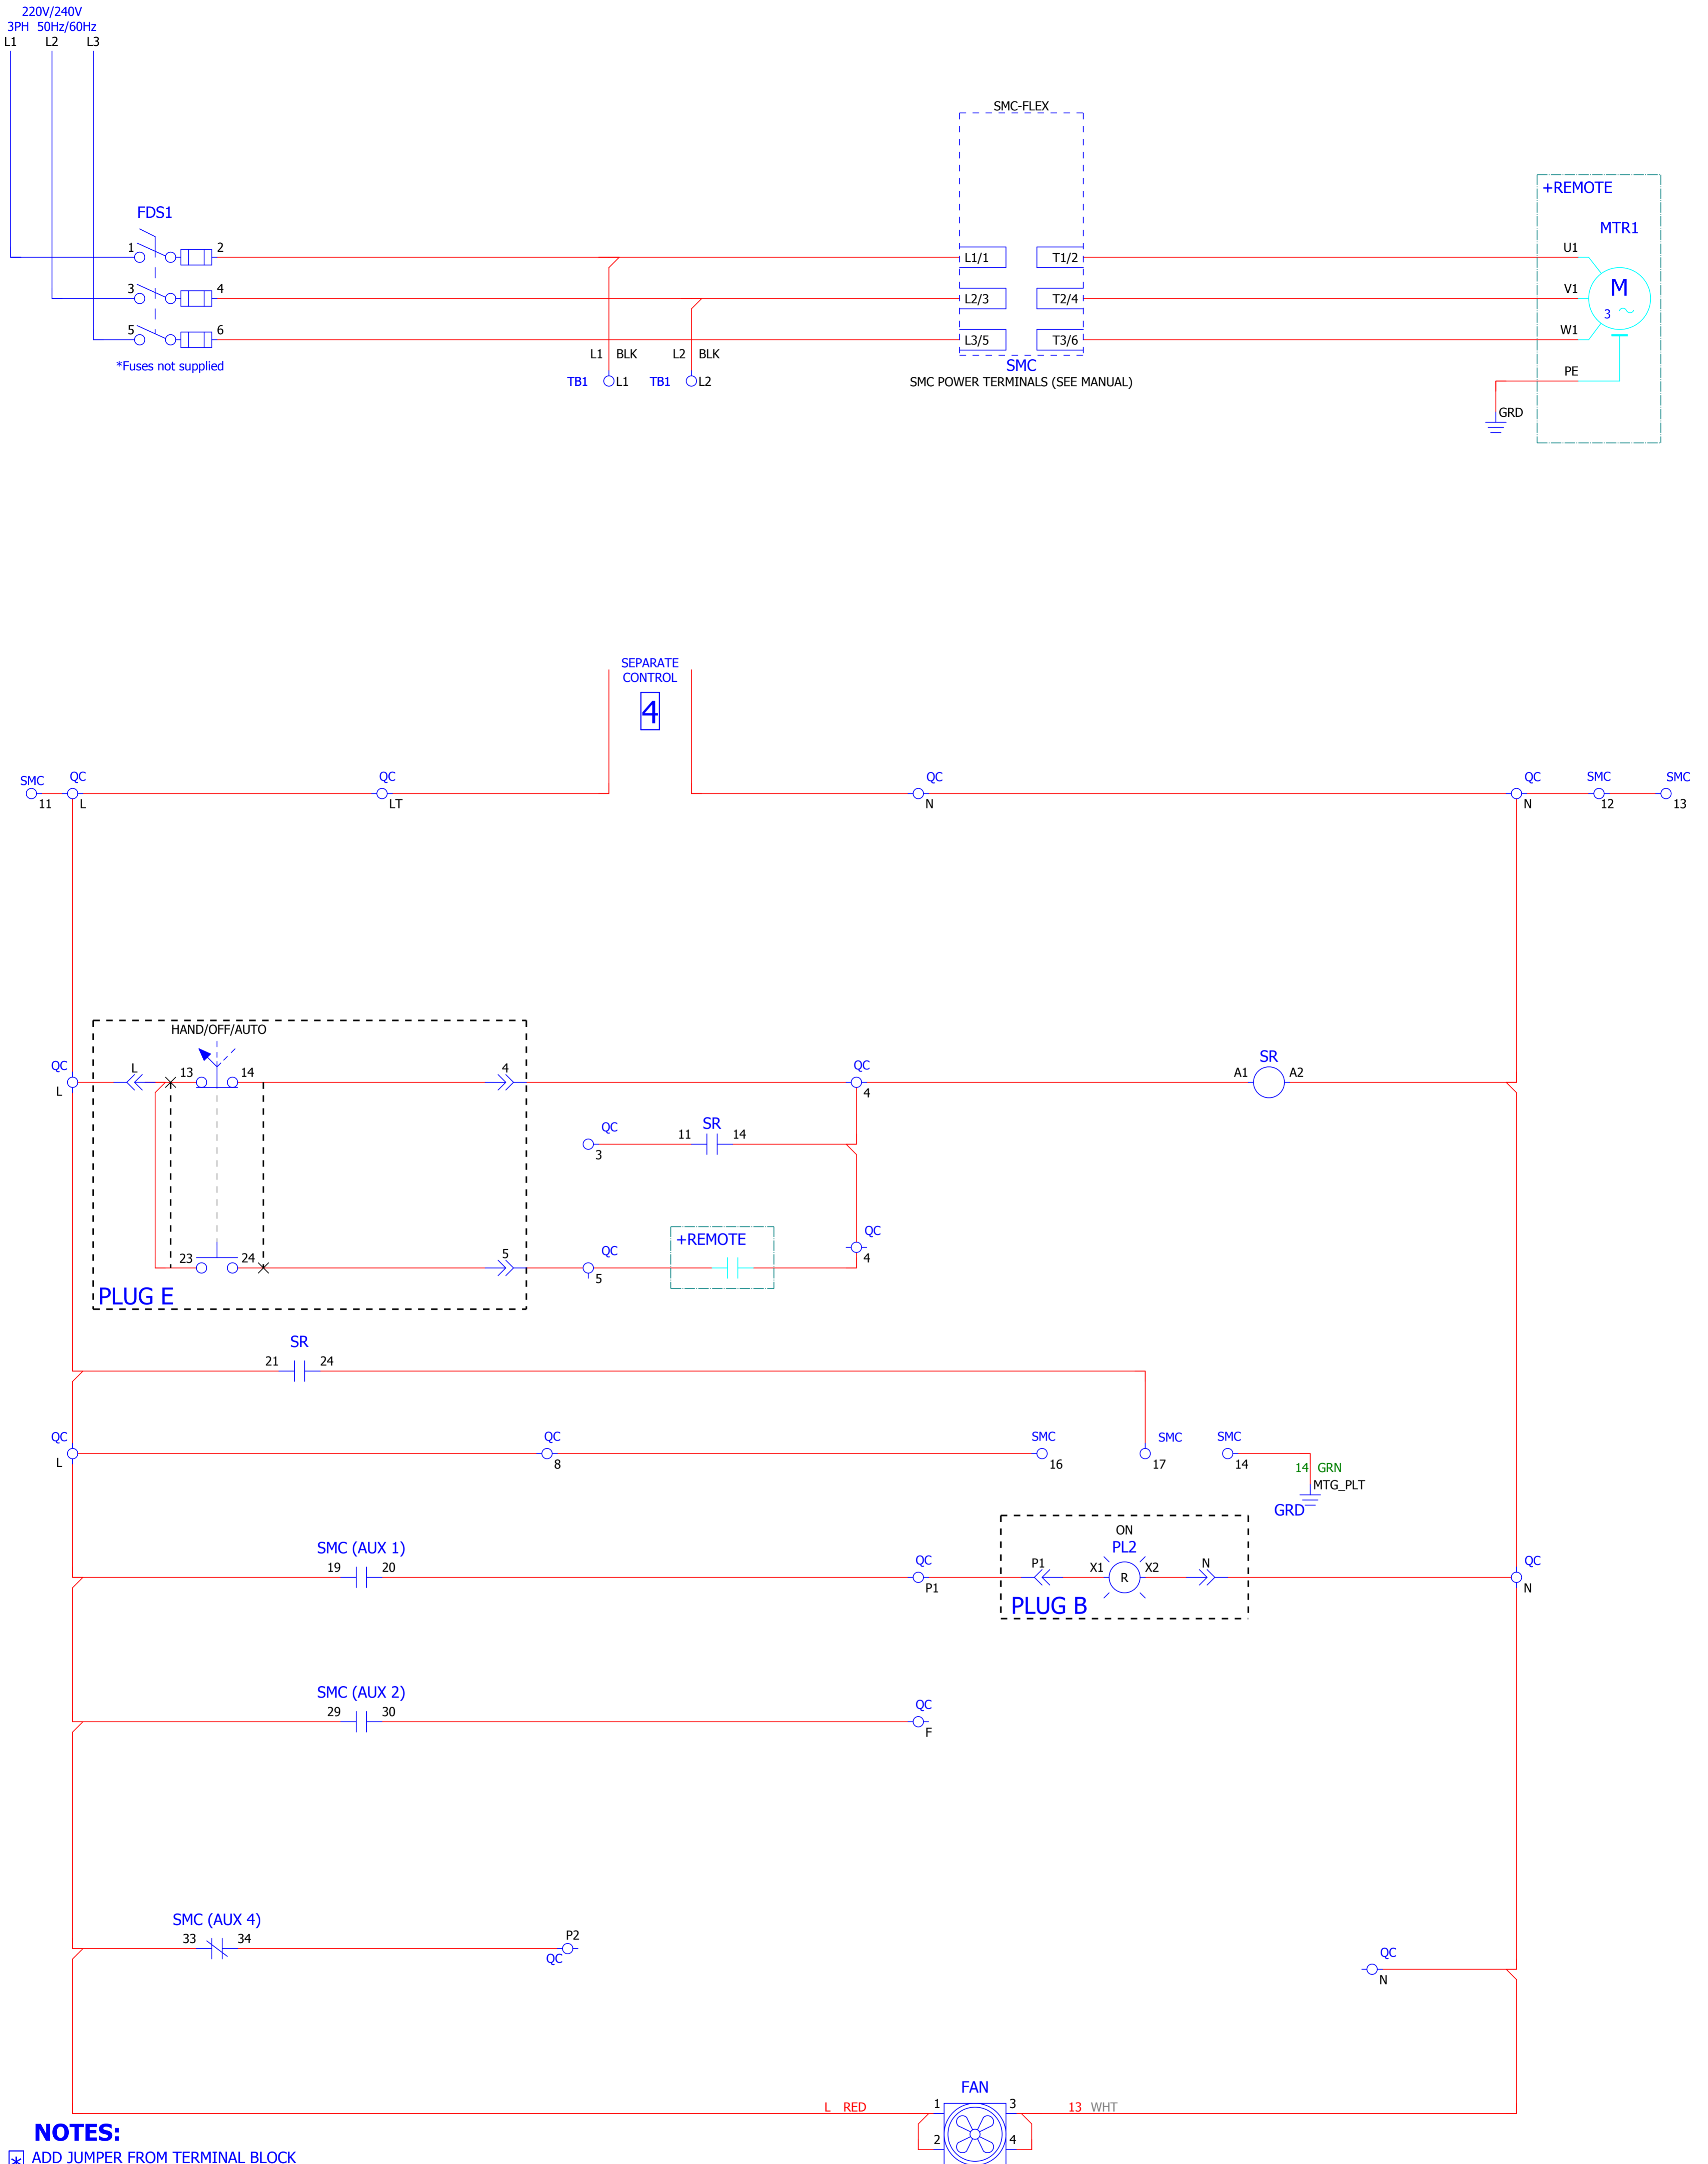 220V/240V
3PH 50Hz/60Hz
L1 L2 L3
SMC-FLEX
+REMOTE
MTR1
FDS1
1 2
L1/1 T1/2
U1
3 4
L2/3 T2/4
V1
M
3
5 6
L3/5 T3/6
W1
*Fuses not supplied
L1 BLK L2 BLK
TB1 L1 TB1 L2
SMC
SMC POWER TERMINALS (SEE MANUAL)
PE
GRD
SEPARATE
CONTROL
4
SMC QC QC QC QC SMC SMC
11 L LT N N 12 13
HAND/OFF/AUTO
QC L 13 14 4 QC SR
A1 A2
L 4
QC 11 SR 14
3
QC
+REMOTE
23 24 5 QC
4
5
PLUG E
SR
21 24
QC QC SMC SMC SMC
L 8 16 17 14
14 GRN
MTG_PLT
GRD
ON
SMC (AUX 1)
PL2
19 20 QC P1 X1 R X2 N QC
P1 N
PLUG B
SMC (AUX 2)
29 30 QC
F
SMC (AUX 4)
33 34 P2
QC
QC
N
FAN
L RED 1 3 13 WHT
2 4
NOTES:
* ADD JUMPER FROM TERMINAL BLOCK